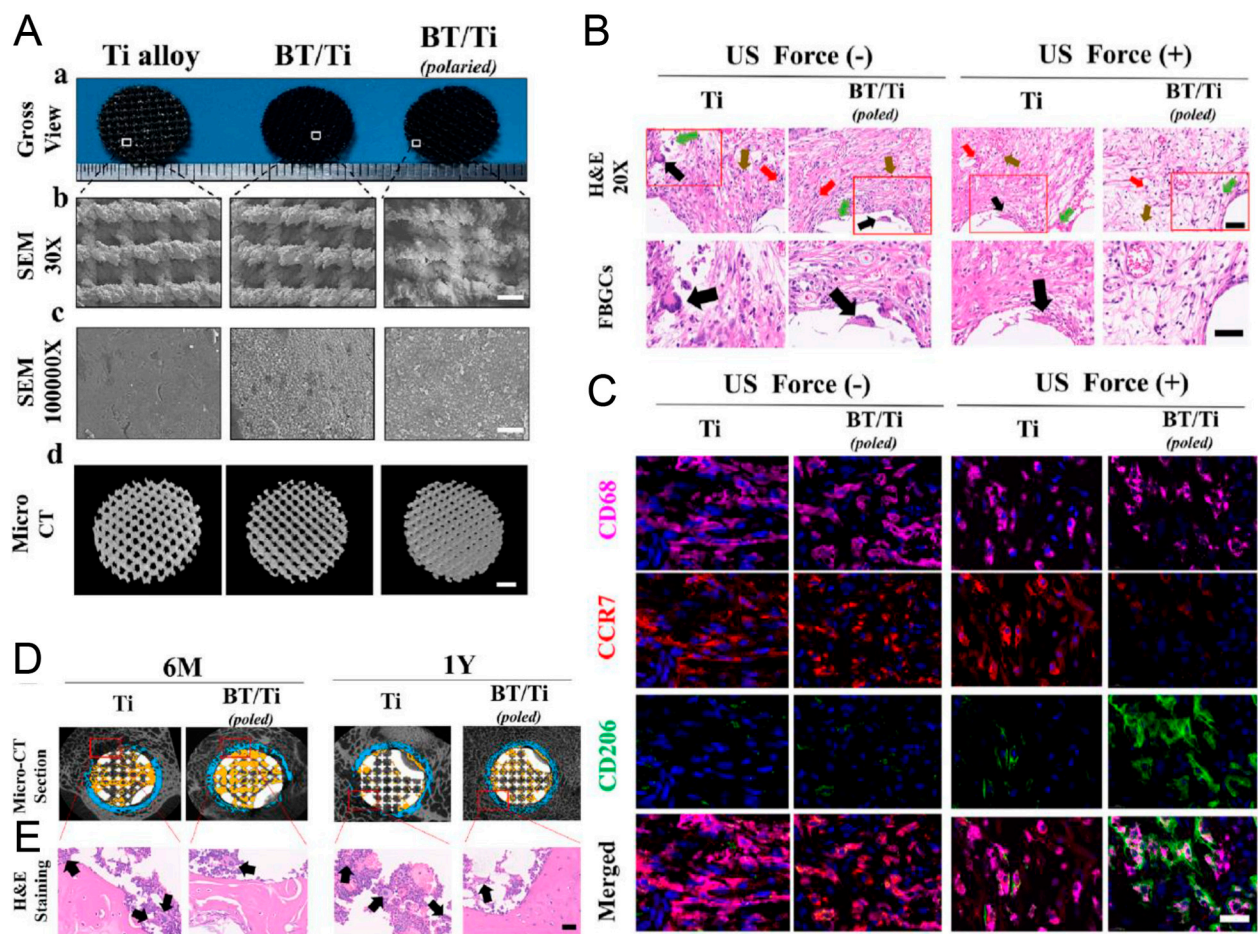 A
Ti alloy
BT/Ti
BT/Ti
(polaried)
a
Gross
View
b
SEM
30X
c
SEM
100000X
d
Micro
CT
B
US Force (-)
US Force (+)
Ti
BT/Ti
(poled)
Ti
BT/Ti
(poled)
H&E
20X
FBGCs
C
US Force (-)
US Force (+)
Ti
BT/Ti
(poled)
Ti
BT/Ti
(poled)
CD68
CCR7
CD206
Merged
D
6M
1Y
Ti
BT/Ti
(poled)
Ti
BT/Ti
(poled)
Micro-CT
Section
E
H&E
Staining